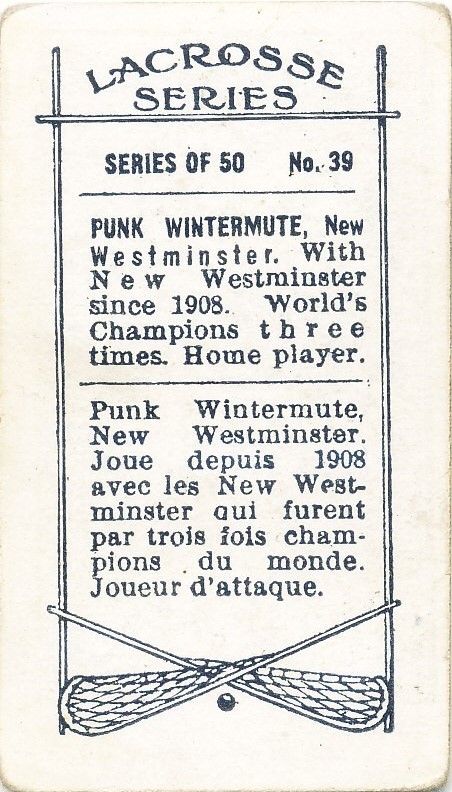 LACROSSE
SERIES
SERIES OF 50 No. 39
PUNK WINTERMUTE, New
Westminster. With
New Westminster
since 1908. World's
Champions three
times. Home player.
Punk Wintermute,
New Westminster.
Joue depuis 1908
avec les New West-
minster qui furent
par trois fois cham-
pions du monde.
Joueur d'attaque.